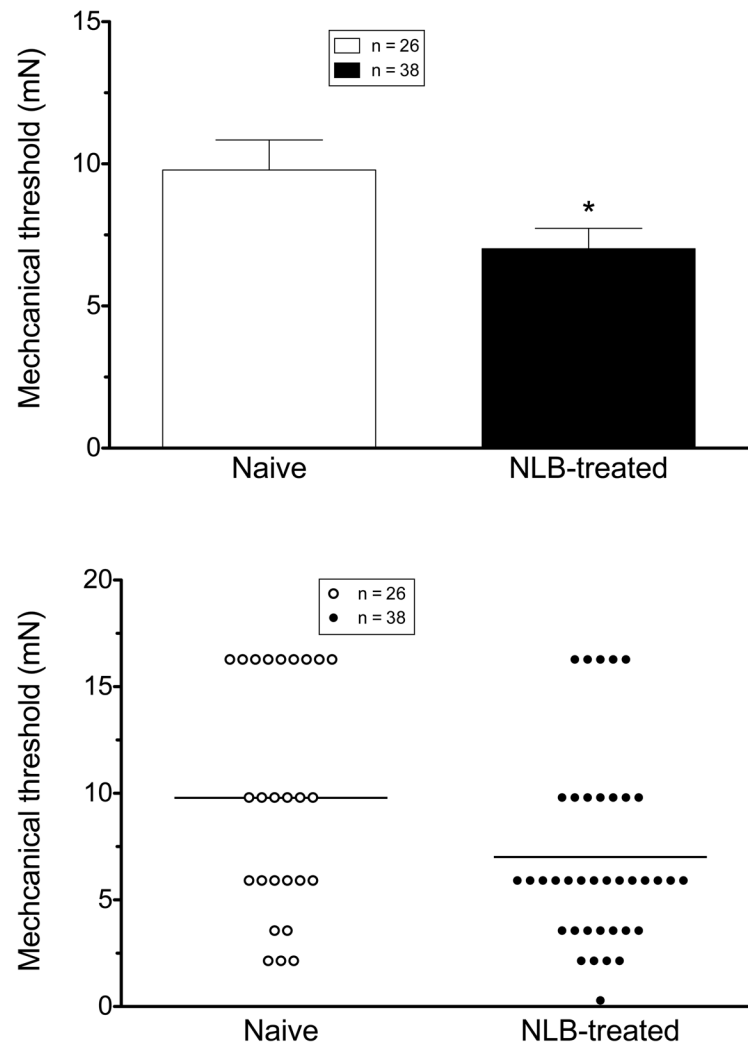 Mechcanical threshold (mN)
15
10
5
0
n = 26
n = 38
*
Naive
NLB-treated
Mechcanical threshold (mN)
20
15
10
5
0
n = 26
n = 38
Naive
NLB-treated